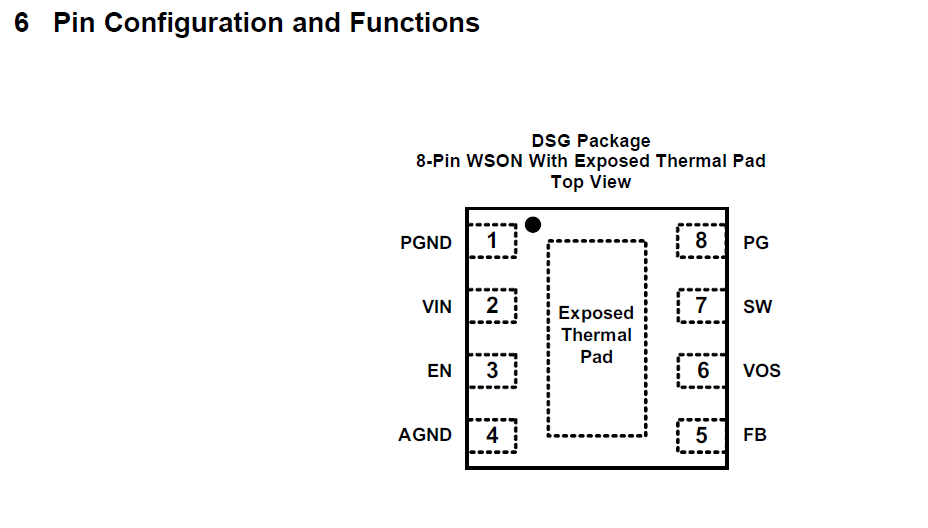 6 Pin Configuration and Functions
DSG Package
8-Pin WSON With Exposed Thermal Pad
Top View
PGND 1 8 PG
VIN 2 7 SW
Exposed
Thermal
Pad
EN 3 6 VOS
AGND 4 5 FB